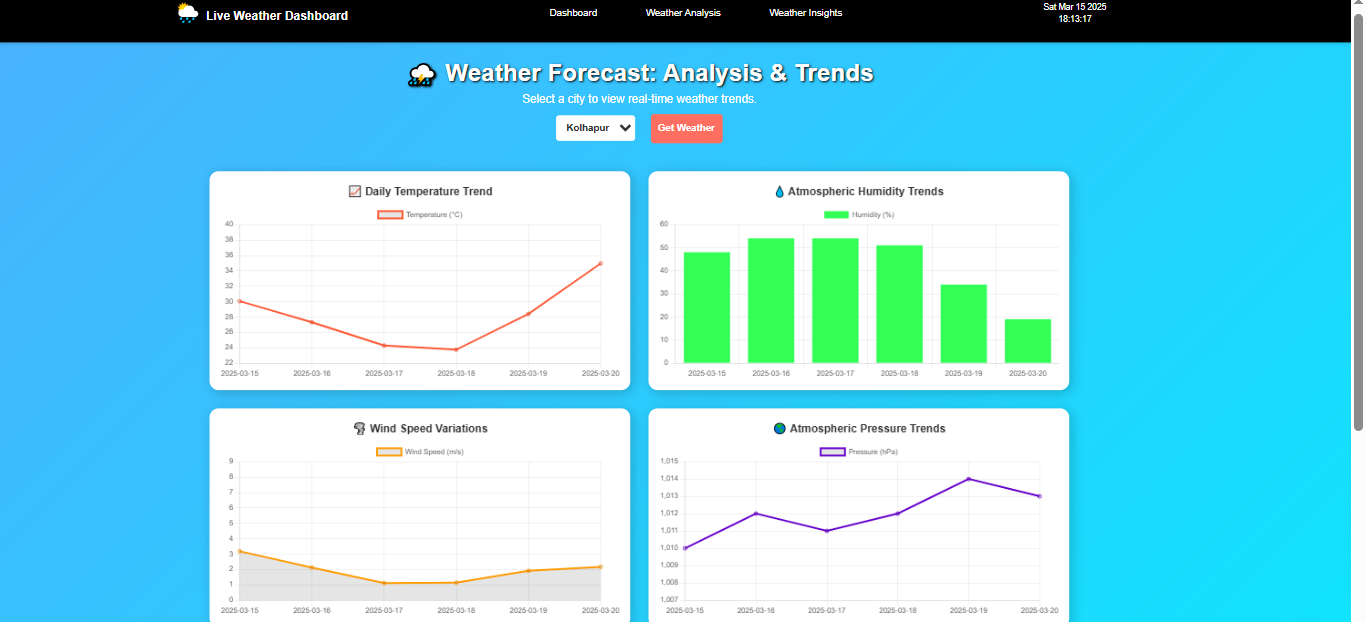 Live Weather Dashboard
Dashboard
Weather Analysis
Weather Insights
Sat Mar 15 2025
18:13:17
Weather Forecast: Analysis & Trends
Select a city to view real-time weather trends.
Kolhapur
Get Weather
Daily Temperature Trend
Temperature (°C)
40
38
36
34
32
30
28
26
24
22
2025-03-15 2025-03-16 2025-03-17 2025-03-18 2025-03-19 2025-03-20
Atmospheric Humidity Trends
Humidity (%)
60
50
40
30
20
10
0
2025-03-15 2025-03-16 2025-03-17 2025-03-18 2025-03-19 2025-03-20
Wind Speed Variations
Wind Speed (m/s)
9
8
7
6
5
4
3
2
1
0
2025-03-15 2025-03-16 2025-03-17 2025-03-18 2025-03-19 2025-03-20
Atmospheric Pressure Trends
Pressure (hPa)
1,015
1,014
1,013
1,012
1,011
1,010
1,009
1,008
1,007
2025-03-15 2025-03-16 2025-03-17 2025-03-18 2025-03-19 2025-03-20